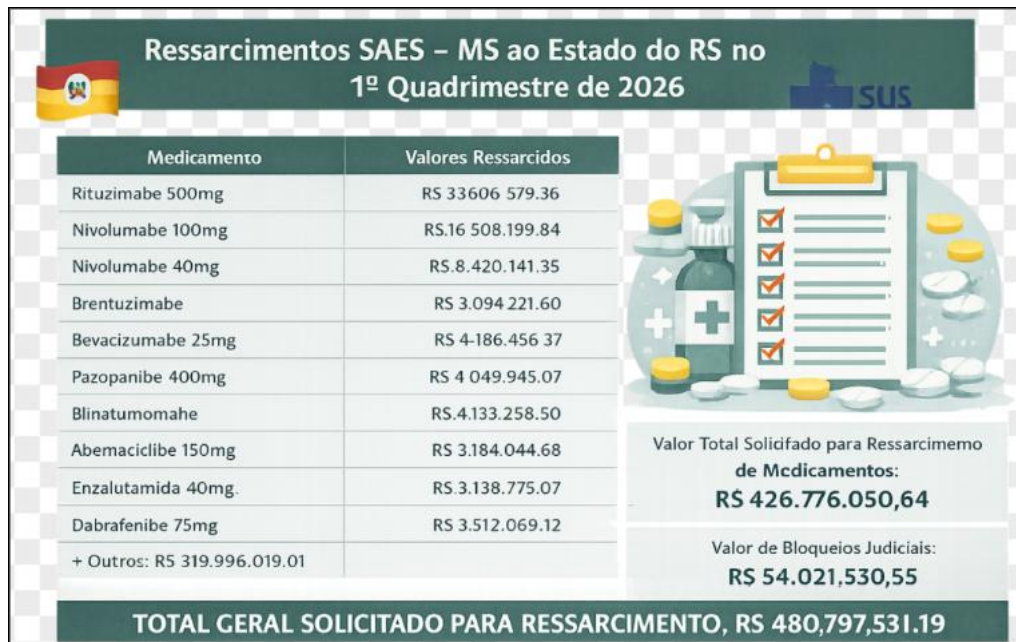 Ressarcimentos SAES – MS ao Estado do RS no
1º Quadrimestre de 2026
SUS
Medicamento Valores Ressarcidos
Rituzimabe 500mg RS 33606 579.36
Nivolumabe 100mg RS.16 508.199.84
Nivolumabe 40mg RS.8.420.141.35
Brentuzimabe RS 3.094 221.60
Bevacizumabe 25mg RS 4-186.456 37
Pazopanibe 400mg RS 4 049.945.07
Blinatumomahe RS.4.133.258.50
Abemaciclibe 150mg RS 3.184.044.68
Enzalutamida 40mg. RS.3.138.775.07
Dabrafenibe 75mg RS 3.512.069.12
+ Outros: R5 319.996.019.01
Valor Total Solicifado para Ressarcimemo
de Mcdicamentos:
R$ 426.776.050,64
Valor de Bloqueios Judiciais:
RS 54.021,530,55
TOTAL GERAL SOLICITADO PARA RESSARCIMENTO, RS 480,797,531.19